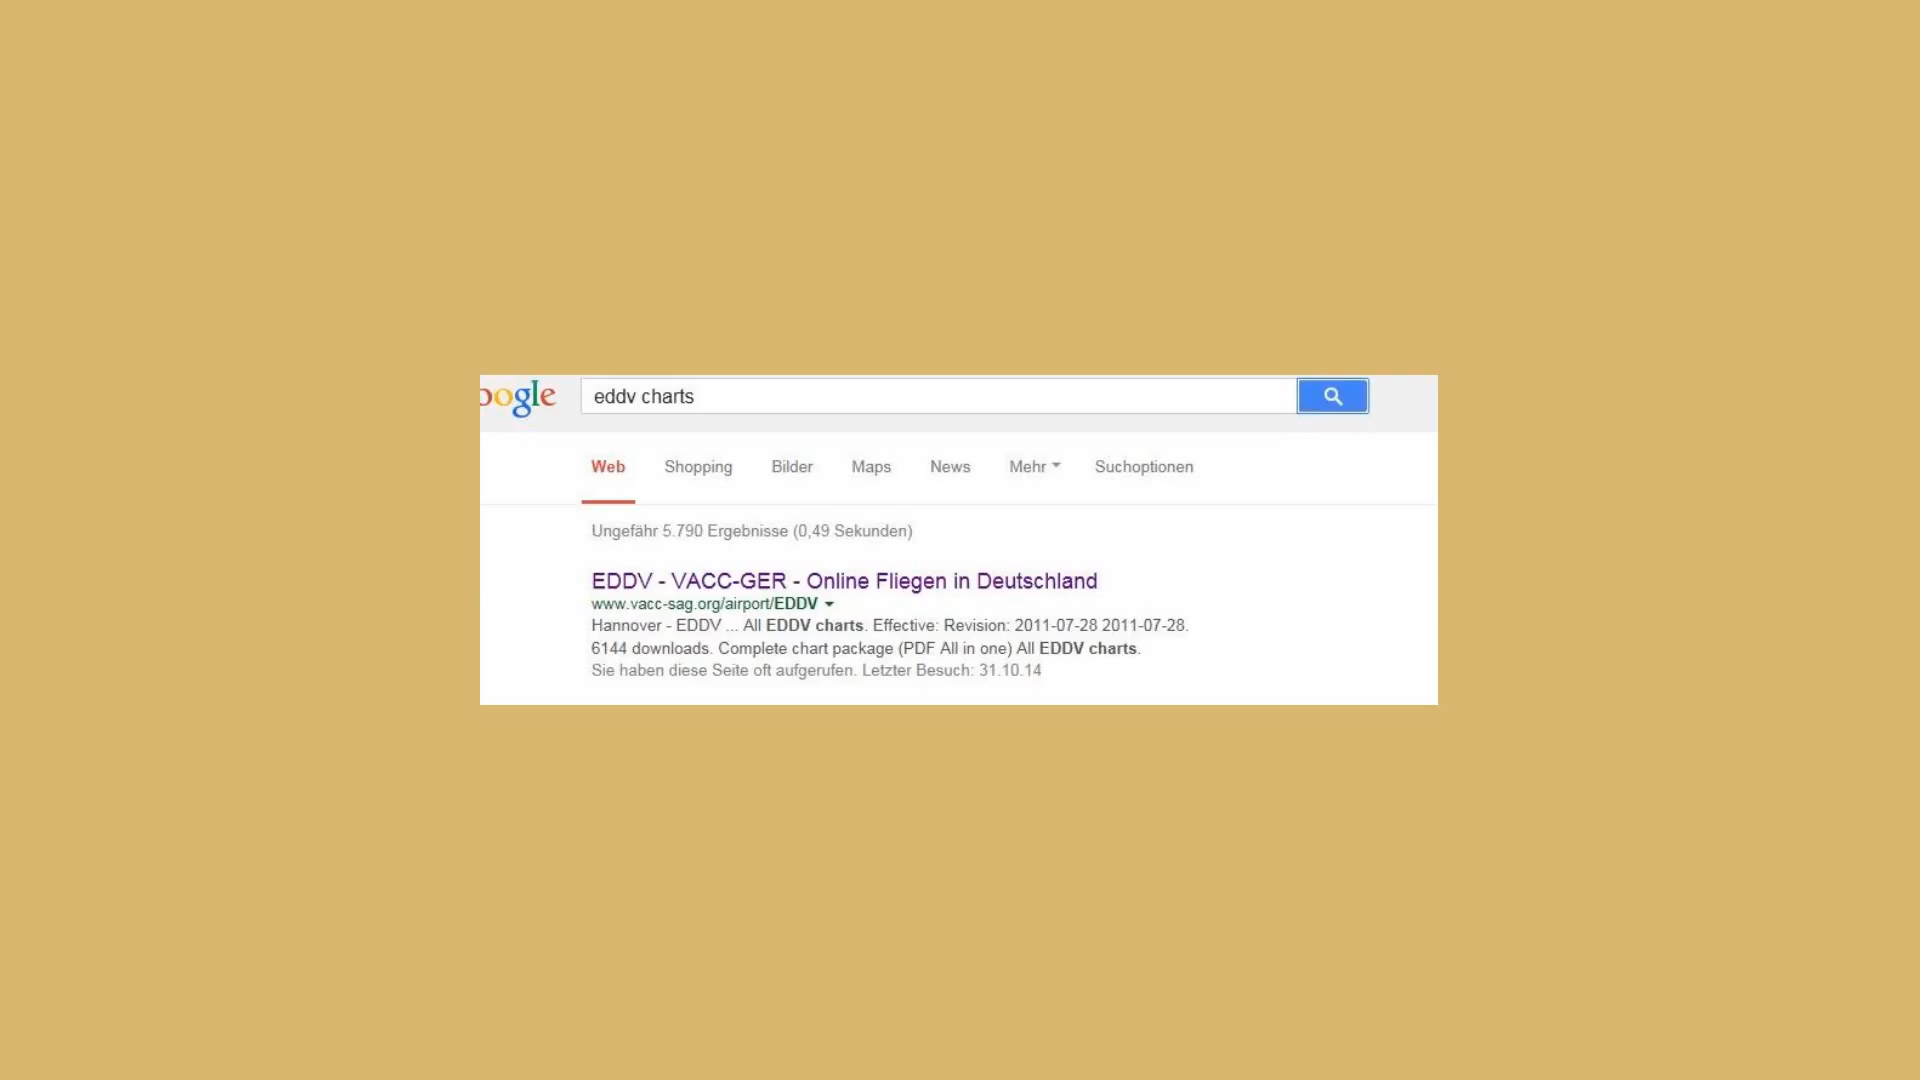 oogle eddv charts
Web Shopping Bilder Maps News Mehr Suchoptionen
Ungefähr 5.790 Ergebnisse (0,49 Sekunden)
EDDV - VACC-GER - Online Fliegen in Deutschland
www.vacc-sag.org/airport/EDDV
Hannover - EDDV ... All EDDV charts. Effective: Revision: 2011-07-28 2011-07-28.
6144 downloads. Complete chart package (PDF All in one) All EDDV charts.
Sie haben diese Seite oft aufgerufen. Letzter Besuch: 31.10.14